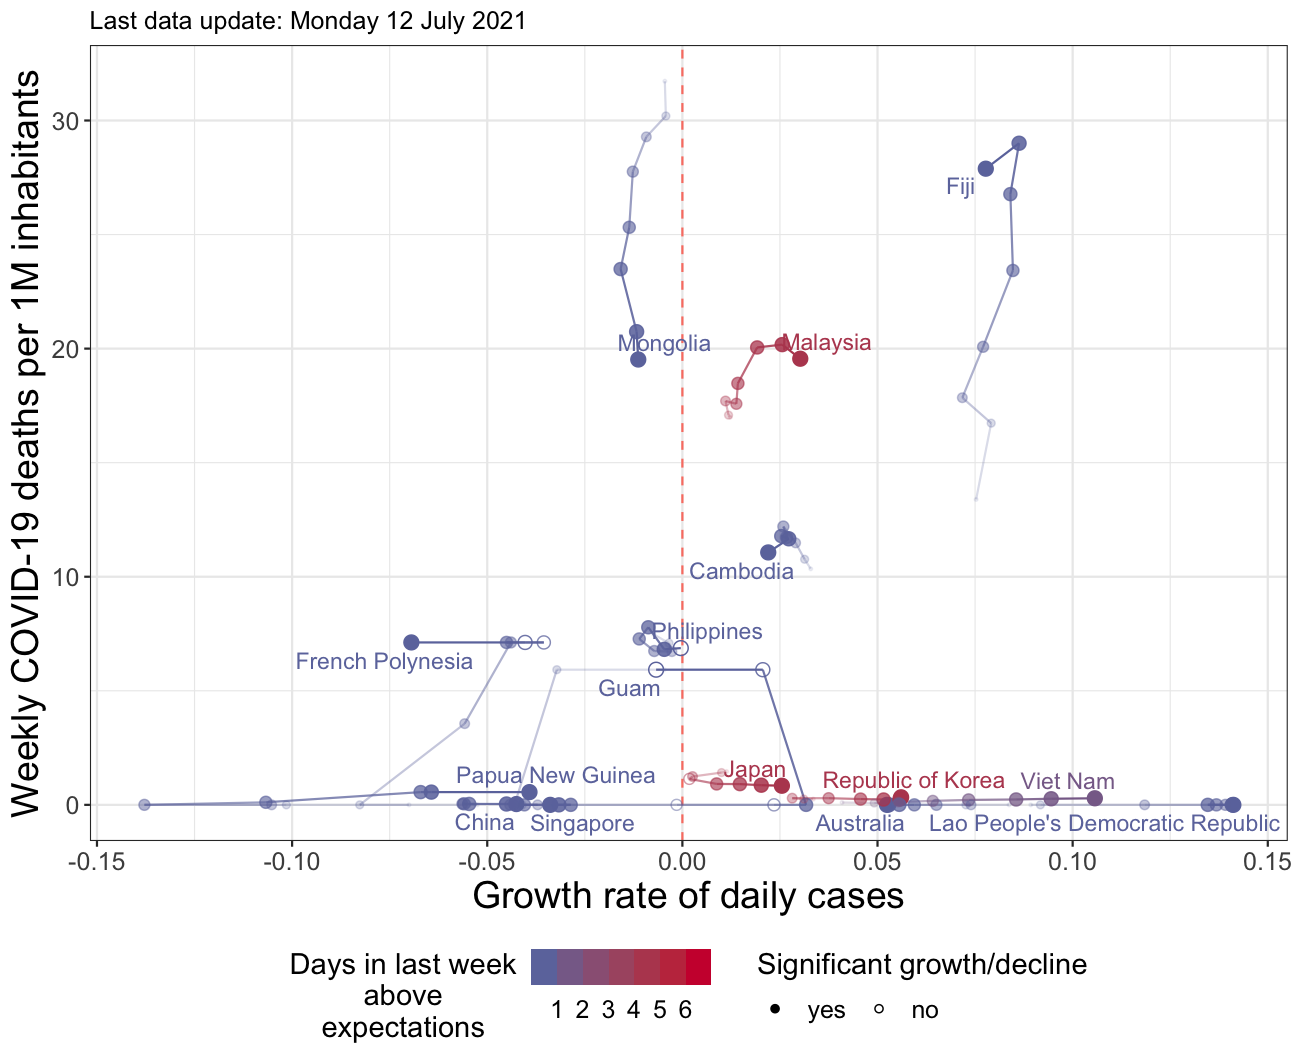 Last data update: Monday 12 July 2021
Weekly COVID-19 deaths per 1M inhabitants
30
20
10
0
Fiji
Mongolia
Malaysia
Cambodia
Philippines
French Polynesia
Guam
Japan
Papua New Guinea
Republic of Korea
Viet Nam
China
Singapore
Australia
Lao People's Democratic Republic
-0.15
-0.10
-0.05
0.00
0.05
0.10
0.15
Growth rate of daily cases
Days in last week
above
expectations
1 2 3 4 5 6
Significant growth/decline
yes
no